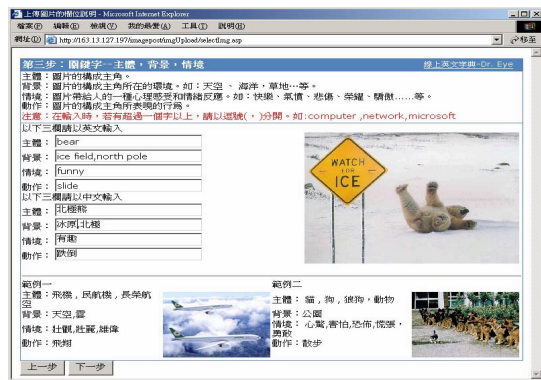 上傳圖片的欄位說明 - Microsoft Internet Explorer
檔案(F) 編輯(E) 檢視(V) 我的最愛(A) 工具(T) 說明(H)
網址(D) http://163.13.127.197/imagepost/imgUpload/selectImg.asp 移至
第三步：關鍵字--主體，背景，情境 線上英文字典-Dr. Eye
主體：圖片的構成主角。
背景：圖片的構成主角所在的環境。如：天空、海洋，草地…等。
情境：圖片帶給人的一種心理感受和情緒反應。如：快樂、氣憤、悲傷、榮耀、驕傲……等。
動作：圖片的構成主角所表現的行為。
注意：在輸入時，若有超過一個字以上，請以逗號(，)分開。如:computer ,network,microsoft
以下三欄請以英文輸入
主體： bear
背景： ice field,north pole
情境： funny
動作： slide
以下三欄請以中文輸入
主體： 北極熊
背景： 冰原,北極
情境： 有趣
動作： 跌倒
WATCH
FOR
ICE
範例一
主體：飛機，民航機，長榮航
空
背景：天空,雲
情境：壯觀,壯麗,雄偉
動作：飛翔
範例二
主體： 貓，狗，狼狗，動物
背景：公園
情境： 心驚,害怕,恐佈,慌張，
勇敢
動作：散步
上一步 下一步